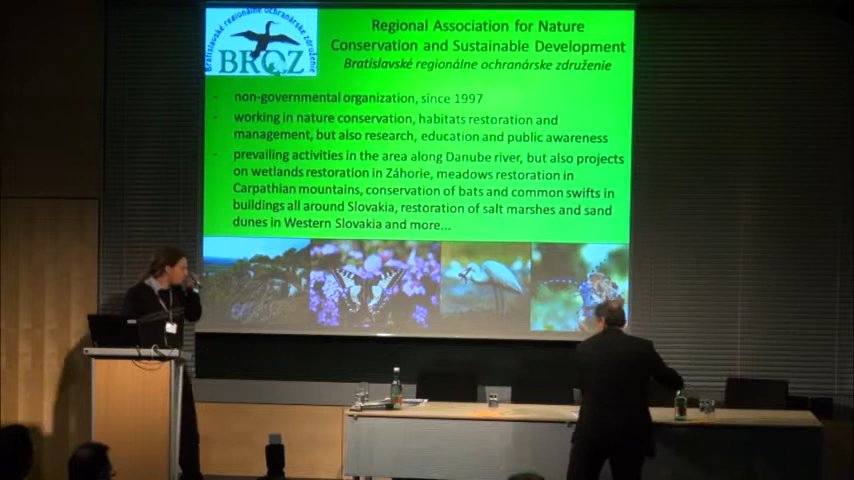 Bratislavské regionálne ochranárske združenie
BROZ
Regional Association for Nature
Conservation and Sustainable Development
Bratislavské regionálne ochranárske združenie
- non-governmental organization, since 1997
- working in nature conservation, habitats restoration and
management, but also research, education and public awareness
- prevailing activities in the area along Danube river, but also projects
on wetlands restoration in Záhorie, meadows restoration in
Carpathian mountains, conservation of bats and common swifts in
buildings all around Slovakia, restoration of salt marshes and sand
dunes in Western Slovakia and more...